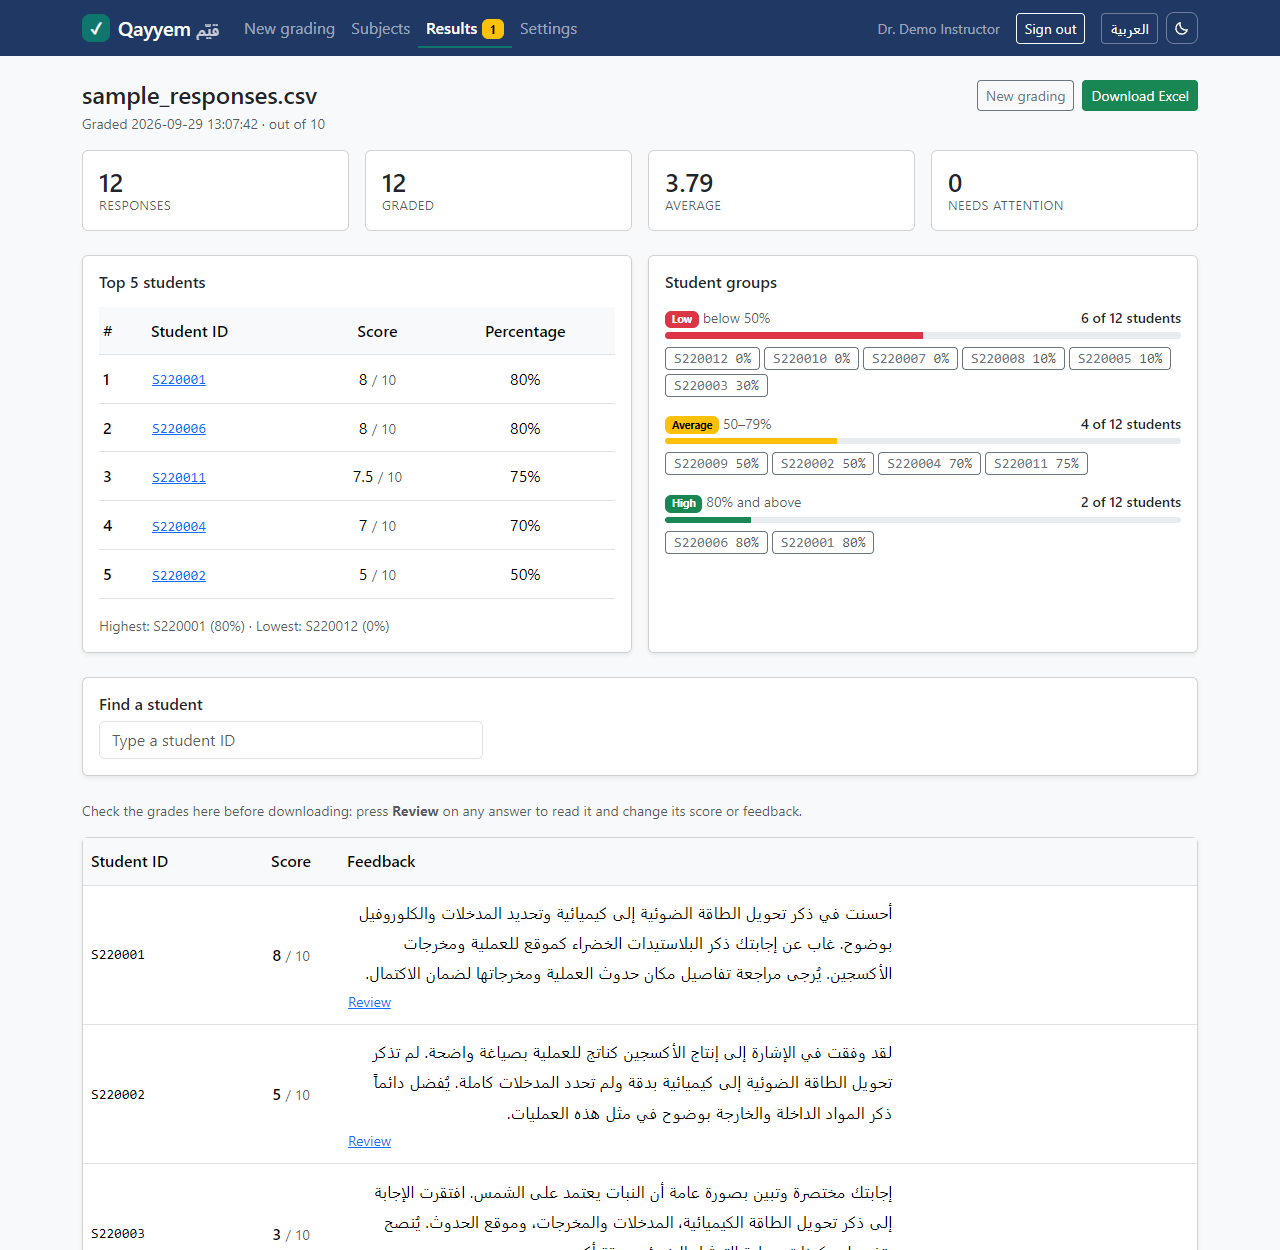 Qayyem قيّم New grading Subjects Results 1 Settings Dr. Demo Instructor Sign out العربية
sample_responses.csv New grading Download Excel
Graded 2026-09-29 13:07:42 · out of 10
12
RESPONSES
12
GRADED
3.79
AVERAGE
0
NEEDS ATTENTION
Top 5 students
# Student ID Score Percentage
1 S220001 8 / 10 80%
2 S220006 8 / 10 80%
3 S220011 7.5 / 10 75%
4 S220004 7 / 10 70%
5 S220002 5 / 10 50%
Highest: S220001 (80%) · Lowest: S220012 (0%)
Student groups
Low below 50% 6 of 12 students
S220012 0% S220010 0% S220007 0% S220008 10% S220005 10%
S220003 30%
Average 50–79% 4 of 12 students
S220009 50% S220002 50% S220004 70% S220011 75%
High 80% and above 2 of 12 students
S220006 80% S220001 80%
Find a student
Type a student ID
Check the grades here before downloading: press Review on any answer to read it and change its score or feedback.
Student ID Score Feedback
S220001 8 / 10
أحسنت في ذكر تحويل الطاقة الضوئية إلى كيميائية وتحديد المدخلات والكلوروفيل
بوضوح. غاب عن إجابتك ذكر البلاستيدات الخضراء كموقع للعملية ومخرجات
الأكسجين. يُرجى مراجعة تفاصيل مكان حدوث العملية ومخرجاتها لضمان الاكتمال.
Review
S220002 5 / 10
لقد وفقت في الإشارة إلى إنتاج الأكسجين كناتج للعملية بصياغة واضحة. لم تذكر
تحويل الطاقة الضوئية إلى كيميائية بدقة ولم تحدد المدخلات كاملة. يُفضل دائماً
ذكر المواد الداخلة والخارجة بوضوح في مثل هذه العمليات.
Review
S220003 3 / 10
إجابتك مختصرة وتبين بصورة عامة أن النبات يعتمد على الشمس. افتقرت الإجابة
إلى ذكر تحويل الطاقة الكيميائية، المدخلات والمخرجات، وموقع الحدوث. يُنصح